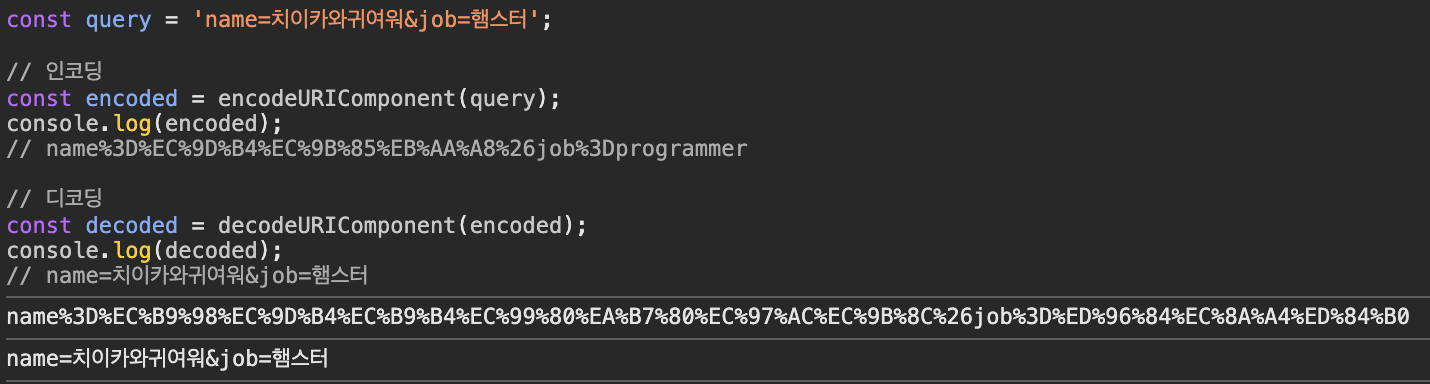 const query = 'name=치이카와귀여워&job=햄스터';
// 인코딩
const encoded = encodeURIComponent(query);
console.log(encoded);
// name%3D%EC%9D%B4%EC%9B%85%EB%AA%A8%26job%3Dprogrammer
// 디코딩
const decoded = decodeURIComponent(encoded);
console.log(decoded);
// name=치이카와귀여워&job=햄스터
name%3D%EC%B9%98%EC%9D%B4%EC%B9%B4%EC%99%80%EA%B7%80%EC%97%AC%EC%9B%8C%26job%3D%ED%96%84%EC%8A%A4%ED%84%B0
name=치이카와귀여워&job=햄스터